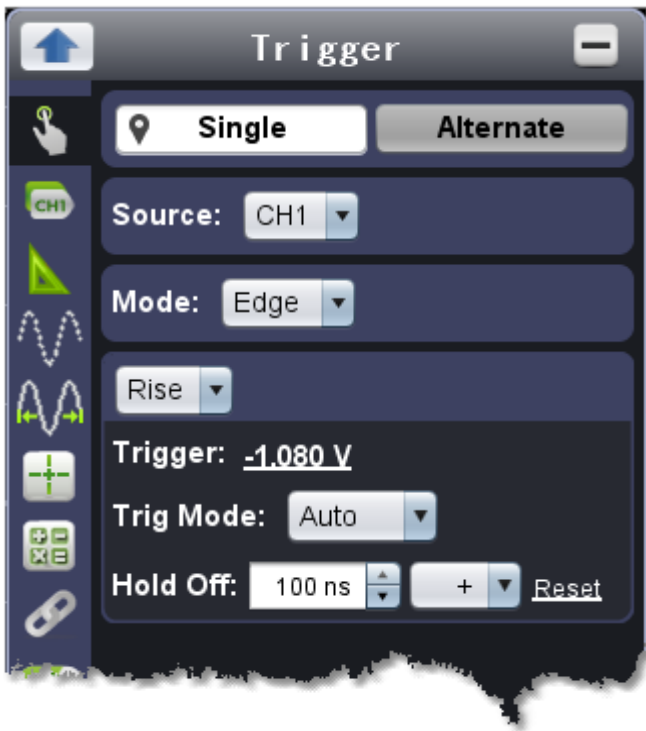 Trigger
Single Alternate
CH1
Source: CH1
Mode: Edge
Rise
Trigger: -1.080 V
Trig Mode: Auto
Hold Off: 100 ns + Reset